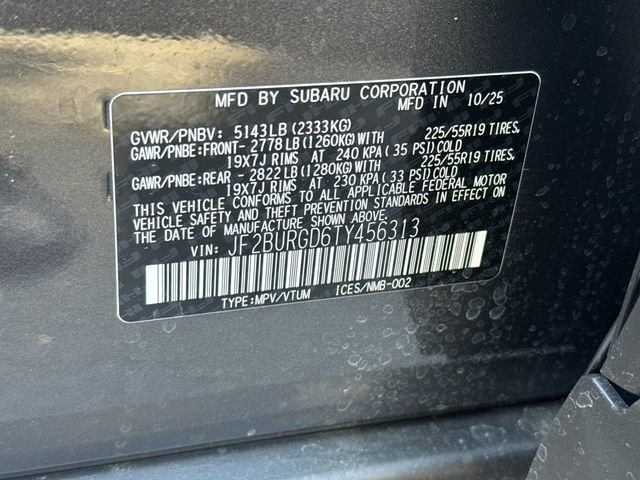 MFD BY SUBARU CORPORATION
MFD IN 10/25
GVWR/PNBV: 5143LB(2333KG)
GAWR/PNBE:FRONT- 2778LB(1260KG)WITH 225/55R19 TIRES,
19X7J RIMS AT 240 KPA( 35 PSI)COLD
GAWR/PNBE:REAR - 2822LB(1280KG)WITH 225/55R19 TIRES,
19X7J RIMS AT 230 KPA( 33 PSI)COLD
THIS VEHICLE CONFORMS TO ALL APPLICABLE FEDERAL MOTOR
VEHICLE SAFETY AND THEFT PREVENTION STANDARDS IN EFFECT ON
THE DATE OF MANUFACTURE SHOWN ABOVE.
VIN: JF2BURGD6TY456313
TYPE:MPV/VTUM ICES/NMB-002